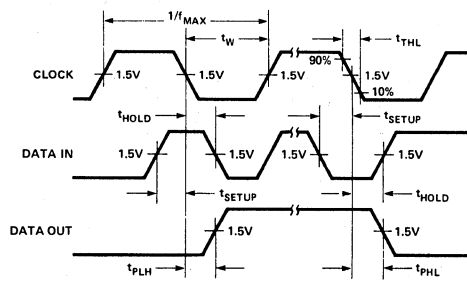 1/fMAX
tW
tTHL
90%
CLOCK
1.5V
1.5V
1.5V
1.5V
10%
tHOLD
tSETUP
DATA IN
1.5V
1.5V
1.5V
1.5V
tSETUP
tHOLD
DATA OUT
1.5V
1.5V
tPLH
tPHL